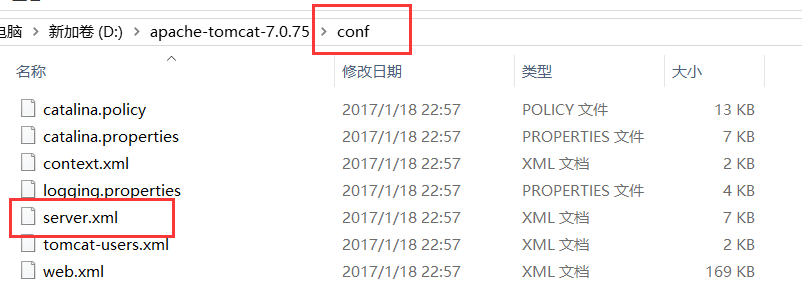 电脑 > 新加卷 (D:) > apache-tomcat-7.0.75 > conf
名称 修改日期 类型 大小
catalina.policy 2017/1/18 22:57 POLICY 文件 13 KB
catalina.properties 2017/1/18 22:57 PROPERTIES 文件 7 KB
context.xml 2017/1/18 22:57 XML 文档 2 KB
logging.properties 2017/1/18 22:57 PROPERTIES 文件 4 KB
server.xml 2017/1/18 22:57 XML 文档 7 KB
tomcat-users.xml 2017/1/18 22:57 XML 文档 2 KB
web.xml 2017/1/18 22:57 XML 文档 169 KB